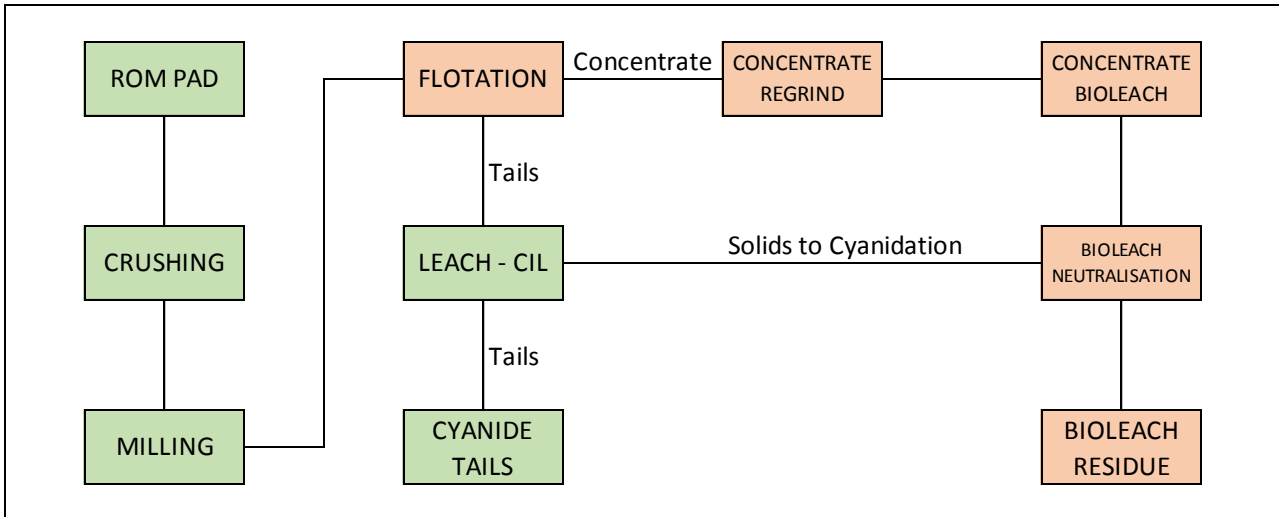 ROM PAD
FLOTATION
Concentrate
CONCENTRATE
REGRIND
CONCENTRATE
BIOLEACH
Tails
CRUSHING
LEACH - CIL
Solids to Cyanidation
BIOLEACH
NEUTRALISATION
Tails
MILLING
CYANIDE
TAILS
BIOLEACH
RESIDUE